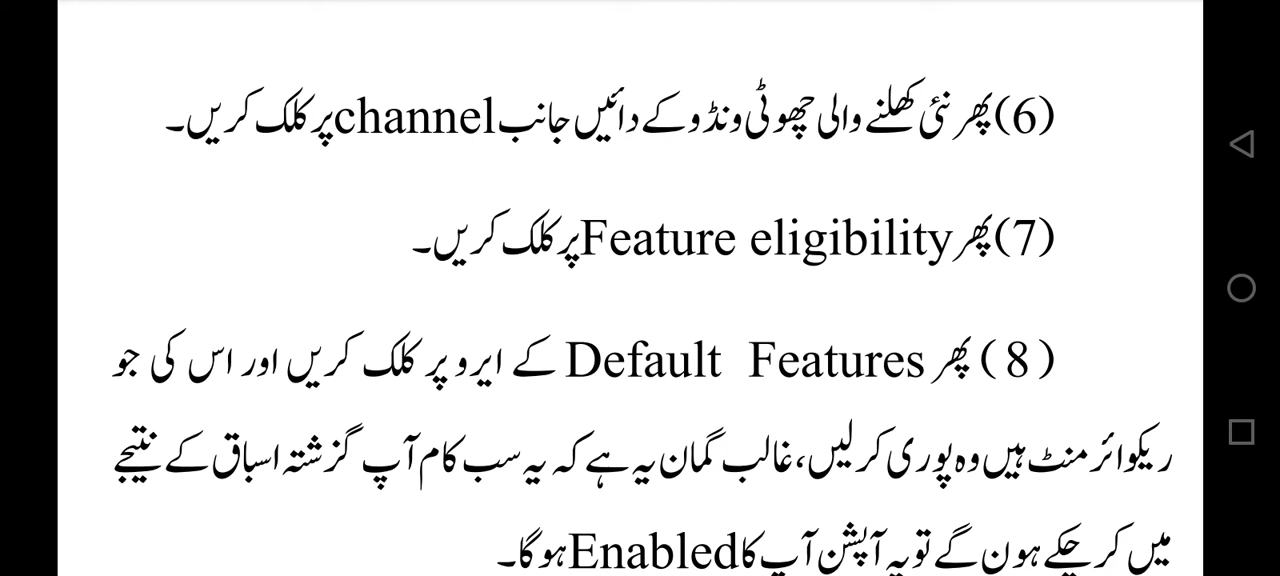 (6) پھر نئی کھلنے والی چھوٹی ونڈو کے دائیں جانب channel پر کلک کریں۔
(7) پھر Feature eligibility پر کلک کریں۔
(8) پھر Default Features کے ایرو پر کلک کریں اور اس کی جو
ریکوائرمنٹ ہیں وہ پوری کرلیں، غالب گمان یہ ہے کہ یہ سب کام آپ گزشتہ اسباق کے نتیجے
میں کرچکے ہون گے تو یہ آپشن آپ کا Enabled ہوگا۔